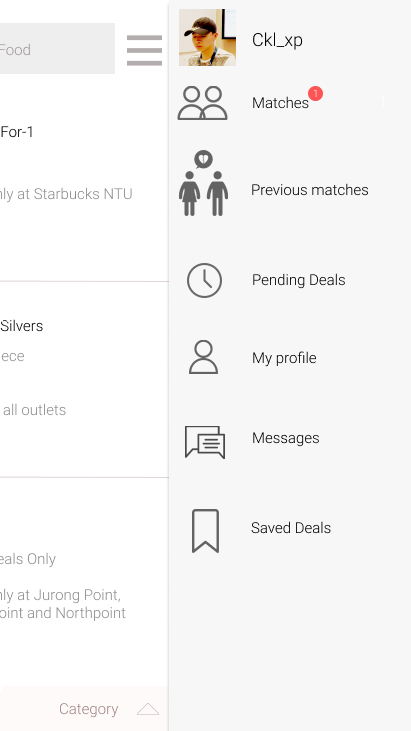 Food
For-1
nly at Starbucks NTU
Silvers
ece
all outlets
eals Only
nly at Jurong Point,
oint and Northpoint
Category
Ckl_xp
Matches 1
Previous matches
Pending Deals
My profile
Messages
Saved Deals